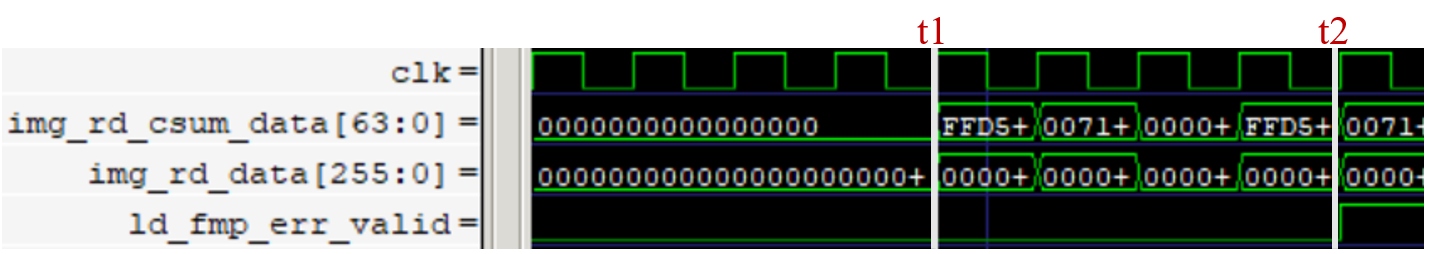 t1 t2
clk =
img_rd_csum_data[63:0] = 0000000000000000 FFD5+ 0071+ 0000+ FFD5+ 0071+
img_rd_data[255:0] = 000000000000000000000+ 0000+ 0000+ 0000+ 0000+ 0000+
ld_fmp_err_valid =